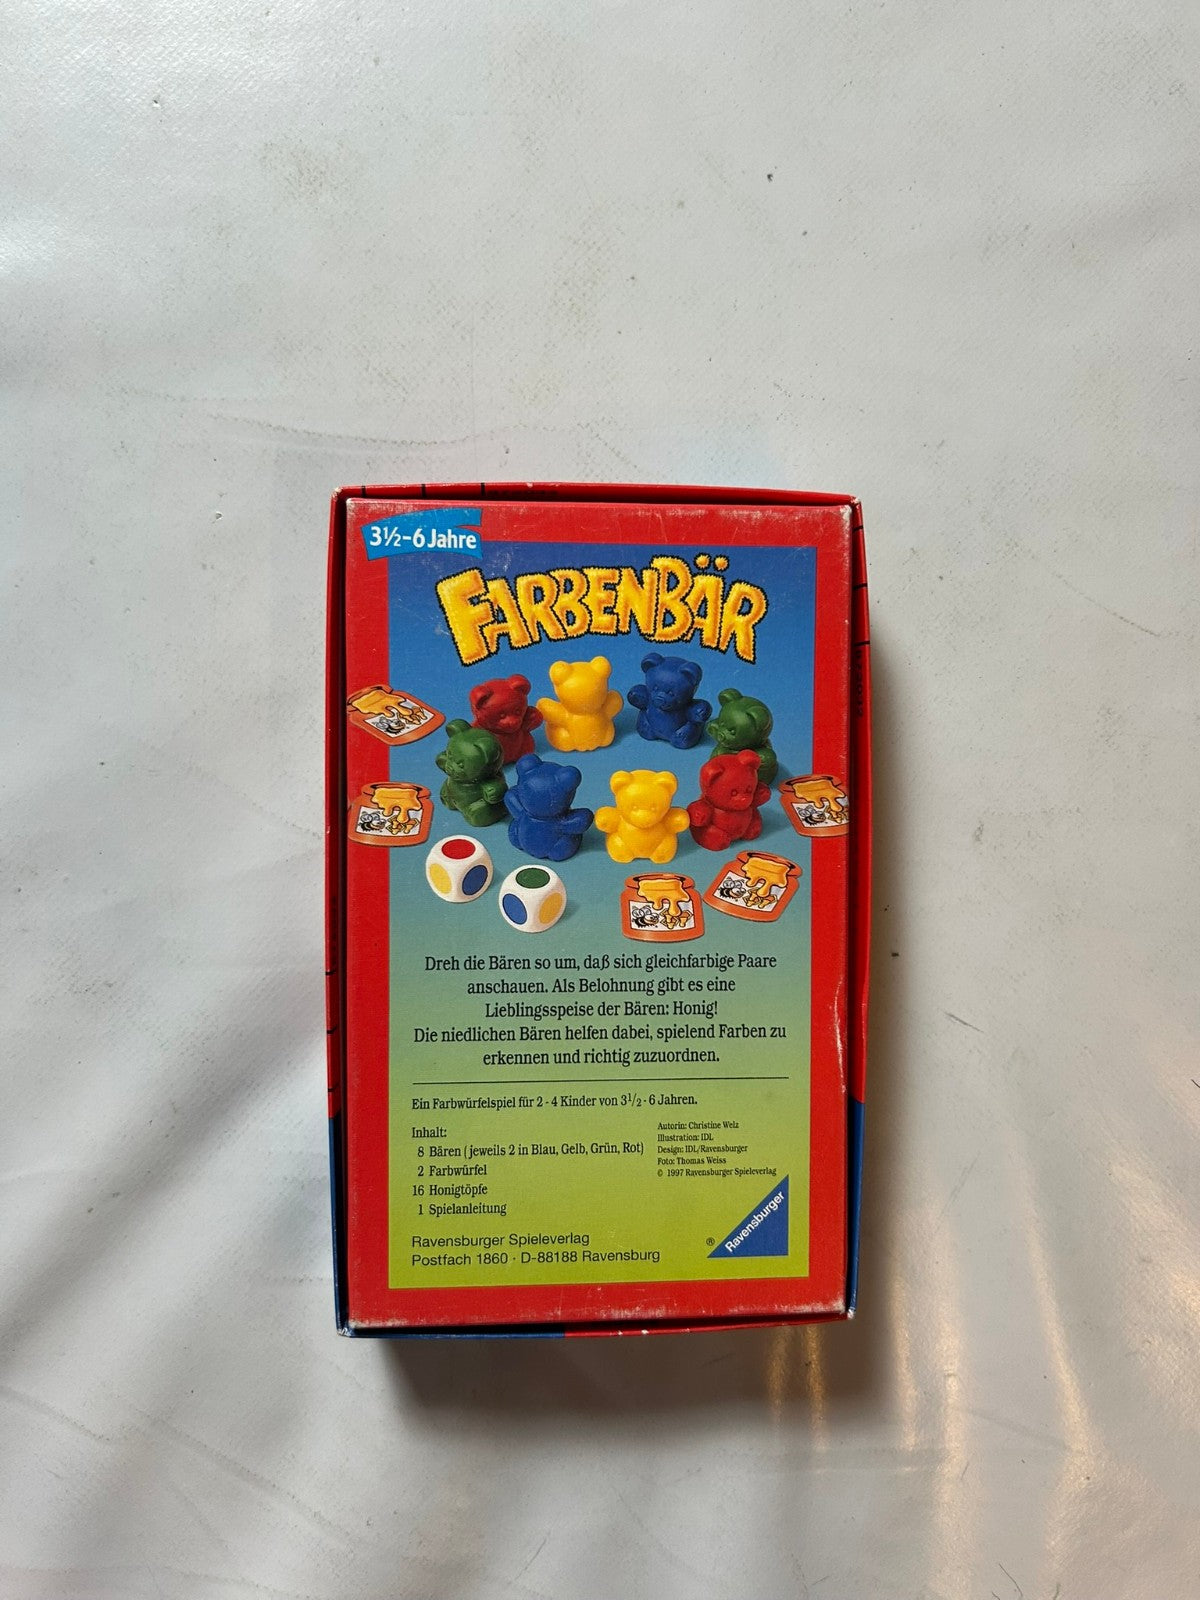 3½-6 Jahre
FARBENBÄR
Dreh die Bären so um, daß sich gleichfarbige Paare
anschauen. Als Belohnung gibt es eine
Lieblingsspeise der Bären: Honig!
Die niedlichen Bären helfen dabei, spielend Farben zu
erkennen und richtig zuzuordnen.
Ein Farbwürfelspiel für 2 - 4 Kinder von 3½ - 6 Jahren.
Inhalt:
8 Bären (jeweils 2 in Blau, Gelb, Grün, Rot)
2 Farbwürfel
16 Honigtöpfe
1 Spielanleitung
Autorin: Christine Welz
Illustration: IDL
Design: IDL/Ravensburger
Foto: Thomas Weiss
© 1997 Ravensburger Spieleverlag
Ravensburger Spieleverlag
Postfach 1860 · D-88188 Ravensburg
® Ravensburger